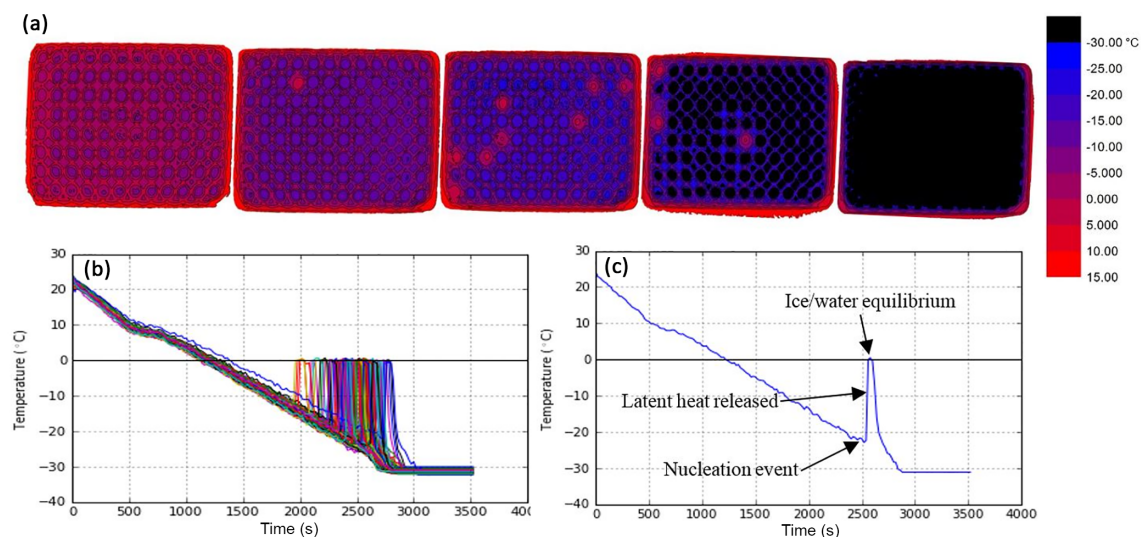 (a)
-30.00 °C
-25.00
-20.00
-15.00
-10.00
-5.000
0.000
5.000
10.00
15.00
(b)
30
20
10
0
−10
−20
−30
−40
Temperature (°C)
0 500 1000 1500 2000 2500 3000 3500 400
Time (s)
(c)
30
20
10
0
−10
−20
−30
−40
Temperature (°C)
Ice/water equilibrium
Latent heat released
Nucleation event
0 500 1000 1500 2000 2500 3000 3500 4000
Time (s)